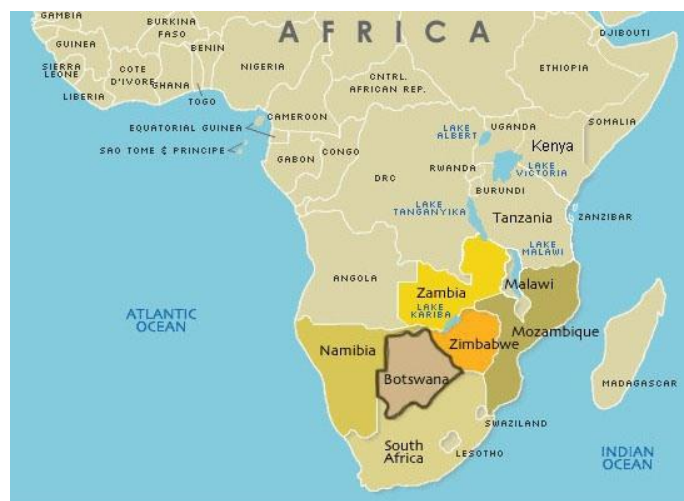 GAMBIA
GUINEA
SIERRA
LEONE
LIBERIA
BURKINA
FASO
COTE
D'IVORE
GHANA
TOGO
BENIN
NIGERIA
AFRICA
DJIBOUTI
ETHIOPIA
CNTRL.
AFRICAN REP.
CAMEROON
EQUATORIAL GUINEA
SAO TOME & PRINCIPE
GABON
CONGO
DRC
LAKE
ALBERT
UGANDA
Kenya
SOMALIA
RWANDA
LAKE
VICTORIA
BURUNDI
LAKE
TANGANYIKA
Tanzania
ZANZIBAR
LAKE
MALAWI
ANGOLA
Zambia
Malawi
LAKE
KARIBA
ATLANTIC
OCEAN
Namibia
Zimbabwe
Mozambique
Botswana
MADAGASCAR
SWAZILAND
South
Africa
LESOTHO
INDIAN
OCEAN